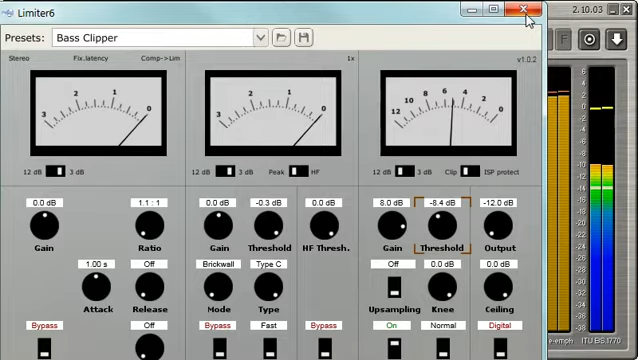 Limiter6
2.10.03
Presets: Bass Clipper
F
Stereo Fix.latency Comp->Lim 1x v1.0.2
3 2 1 0
3 2 1 0
12 10 8 6 4 2 0
12 dB 3 dB 12 dB 3 dB Peak HF 12 dB 3 dB Clip ISP protect
0.0 dB 1.1 : 1 0.0 dB -0.3 dB 0.0 dB 8.0 dB -8.4 dB -12.0 dB
Gain Ratio Gain Threshold HF Thresh. Gain Threshold Output
1.00 s Off Brickwall Type C Off 0.0 dB 0.0 dB
Attack Release Mode Type Upsampling Knee Ceiling
Bypass Off Bypass Fast Bypass On Normal Digital
ITU BS.1770